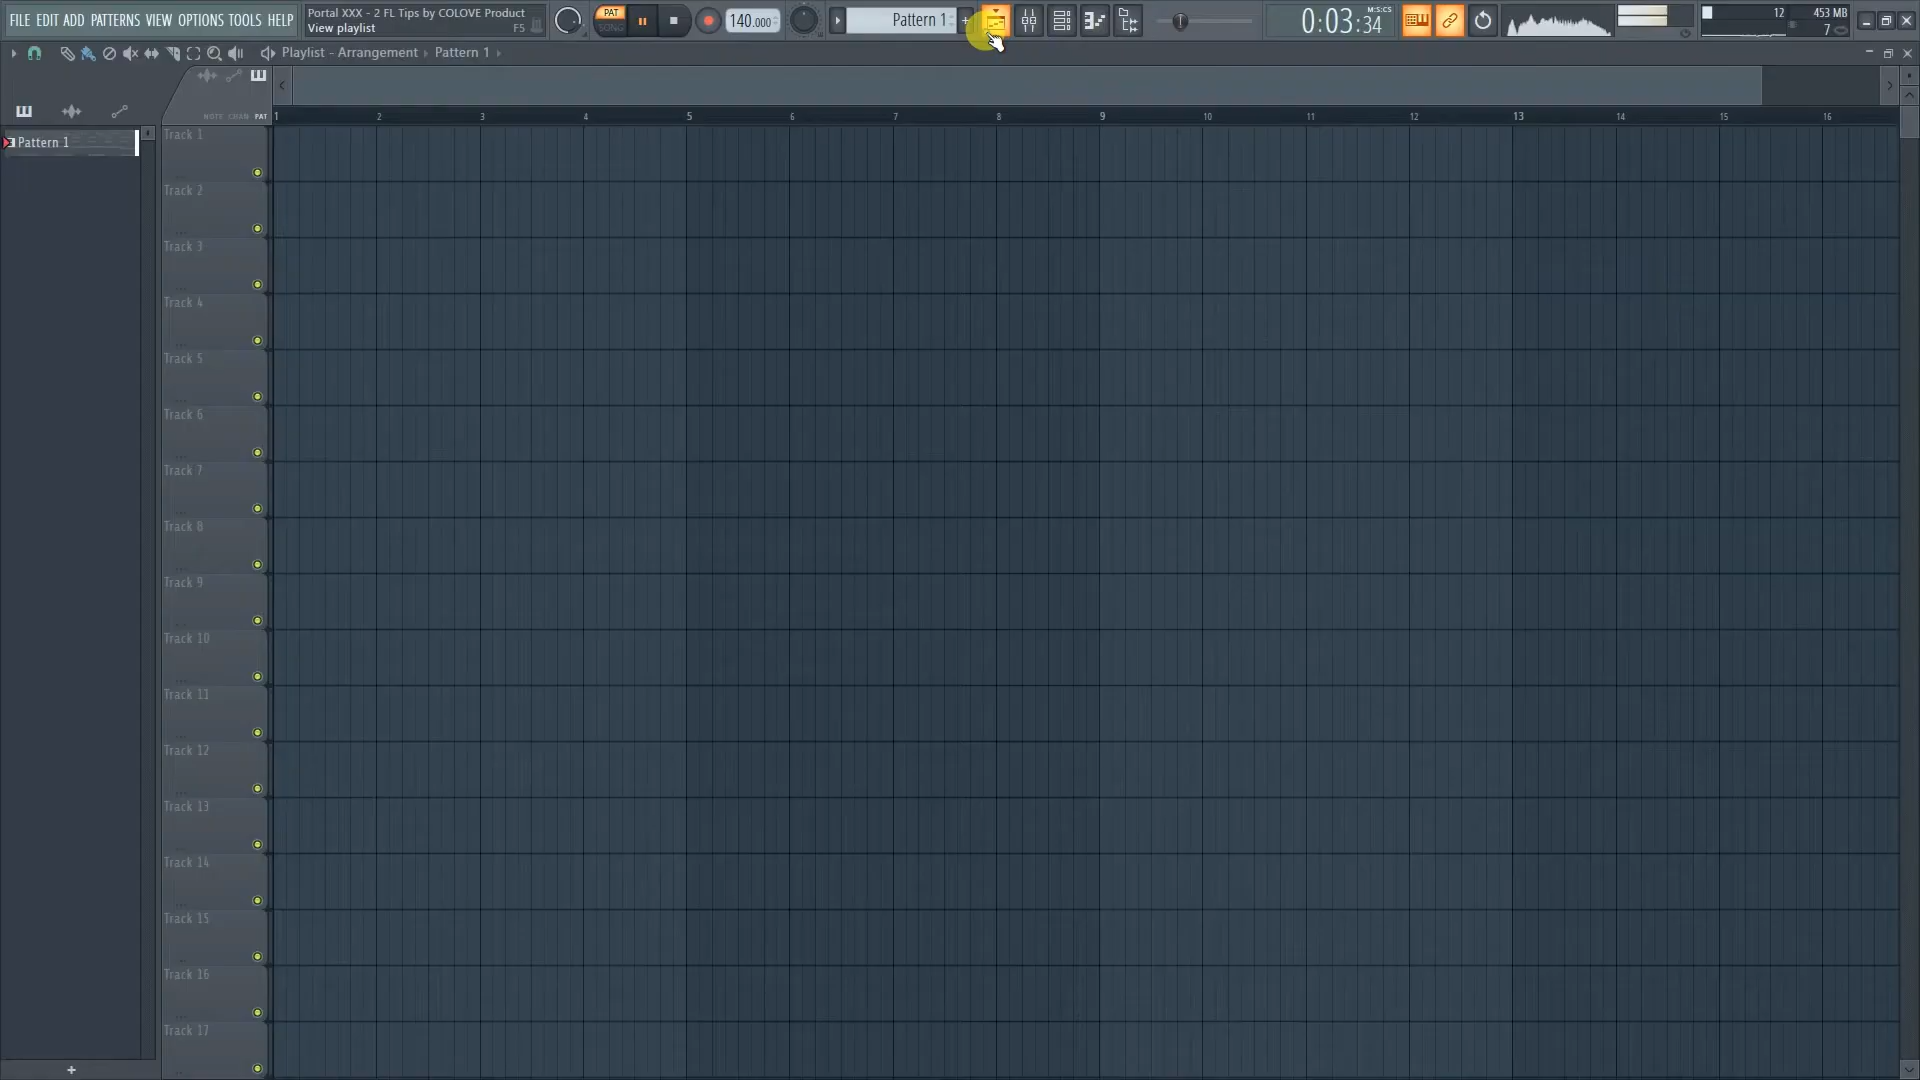 FILE EDIT ADD PATTERNS VIEW OPTIONS TOOLS HELP
Portal XXX - 2 FL Tips by COLOVE Product
View playlist F5
PAT
SONG
140.000
Pattern 1
+
0:03:34
M:S:CS
12
453 MB
7
Playlist - Arrangement › Pattern 1 ›
NOTE CHAN PAT
1 2 3 4 5 6 7 8 9 10 11 12 13 14 15 16
Pattern 1
Track 1
Track 2
Track 3
Track 4
Track 5
Track 6
Track 7
Track 8
Track 9
Track 10
Track 11
Track 12
Track 13
Track 14
Track 15
Track 16
Track 17
+